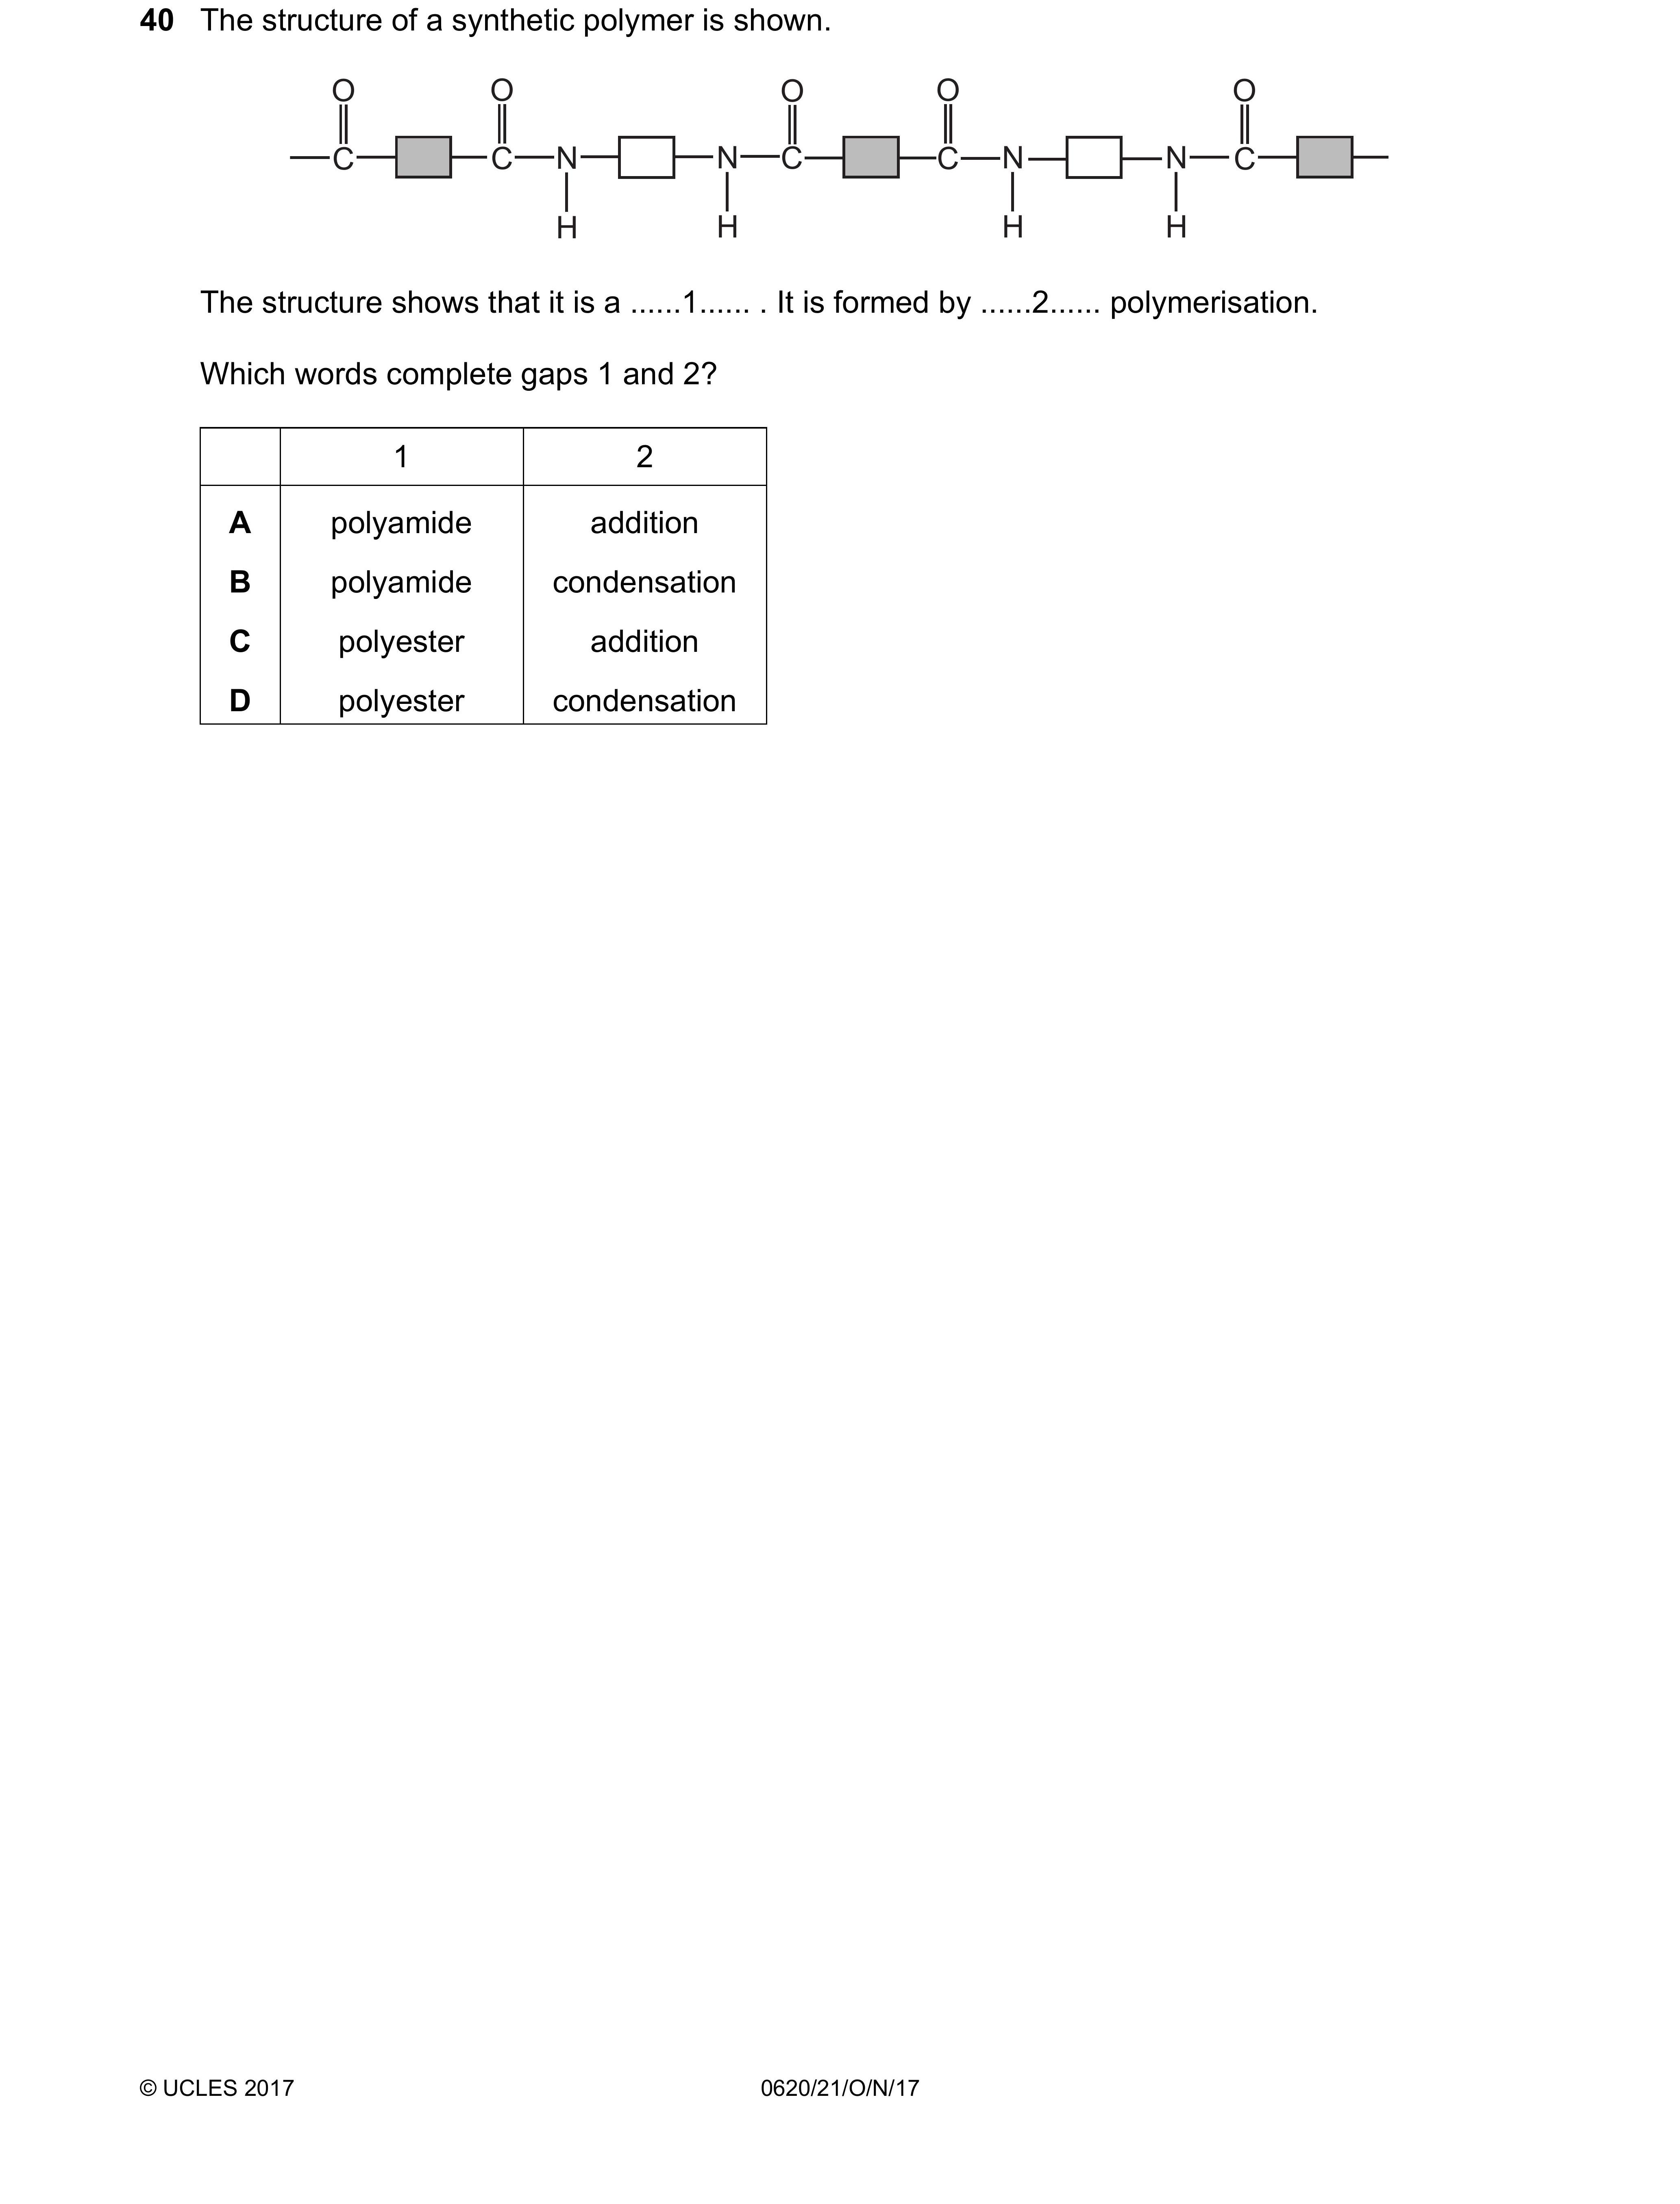 40 The structure of a synthetic polymer is shown.
O O O O O
C C N N C C N N C
H H H H
The structure shows that it is a ......1...... . It is formed by ......2...... polymerisation.
Which words complete gaps 1 and 2?
1 2
A polyamide addition
B polyamide condensation
C polyester addition
D polyester condensation
© UCLES 2017 0620/21/O/N/17